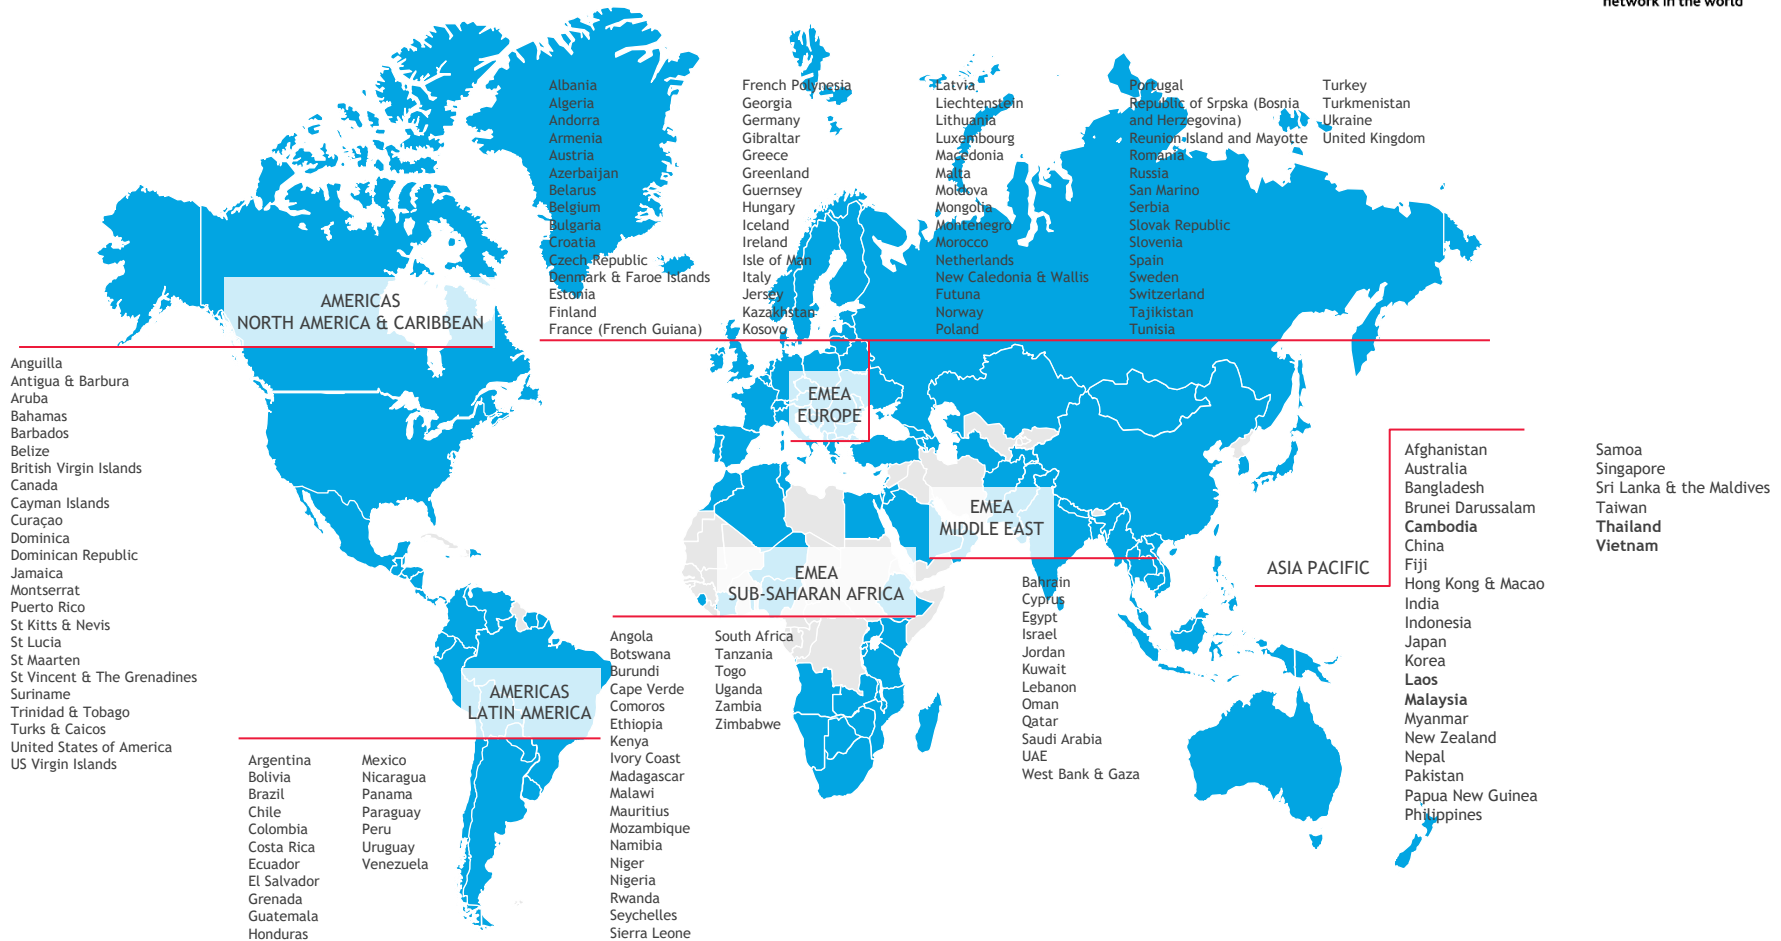 network in the world
Albania
Algeria
Andorra
Armenia
Austria
Azerbaijan
Belarus
Belgium
Bulgaria
Croatia
Czech Republic
Denmark & Faroe Islands
Estonia
Finland
France (French Guiana)
French Polynesia
Georgia
Germany
Gibraltar
Greece
Greenland
Guernsey
Hungary
Iceland
Ireland
Isle of Man
Italy
Jersey
Kazakhstan
Kosovo
Latvia
Liechtenstein
Lithuania
Luxembourg
Macedonia
Malta
Moldova
Mongolia
Montenegro
Morocco
Netherlands
New Caledonia & Wallis
Futuna
Norway
Poland
Portugal
Republic of Srpska (Bosnia
and Herzegovina)
Reunion Island and Mayotte
Romania
Russia
San Marino
Serbia
Slovak Republic
Slovenia
Spain
Sweden
Switzerland
Tajikistan
Tunisia
Turkey
Turkmenistan
Ukraine
United Kingdom
AMERICAS
NORTH AMERICA & CARIBBEAN
Anguilla
Antigua & Barbura
Aruba
Bahamas
Barbados
Belize
British Virgin Islands
Canada
Cayman Islands
Curaçao
Dominica
Dominican Republic
Jamaica
Montserrat
Puerto Rico
St Kitts & Nevis
St Lucia
St Maarten
St Vincent & The Grenadines
Suriname
Trinidad & Tobago
Turks & Caicos
United States of America
US Virgin Islands
EMEA
EUROPE
EMEA
MIDDLE EAST
Bahrain
Cyprus
Egypt
Israel
Jordan
Kuwait
Lebanon
Oman
Qatar
Saudi Arabia
UAE
West Bank & Gaza
EMEA
SUB-SAHARAN AFRICA
Angola
Botswana
Burundi
Cape Verde
Comoros
Ethiopia
Kenya
Ivory Coast
Madagascar
Malawi
Mauritius
Mozambique
Namibia
Niger
Nigeria
Rwanda
Seychelles
Sierra Leone
South Africa
Tanzania
Togo
Uganda
Zambia
Zimbabwe
AMERICAS
LATIN AMERICA
Argentina
Bolivia
Brazil
Chile
Colombia
Costa Rica
Ecuador
El Salvador
Grenada
Guatemala
Honduras
Mexico
Nicaragua
Panama
Paraguay
Peru
Uruguay
Venezuela
ASIA PACIFIC
Afghanistan
Australia
Bangladesh
Brunei Darussalam
Cambodia
China
Fiji
Hong Kong & Macao
India
Indonesia
Japan
Korea
Laos
Malaysia
Myanmar
New Zealand
Nepal
Pakistan
Papua New Guinea
Philippines
Samoa
Singapore
Sri Lanka & the Maldives
Taiwan
Thailand
Vietnam